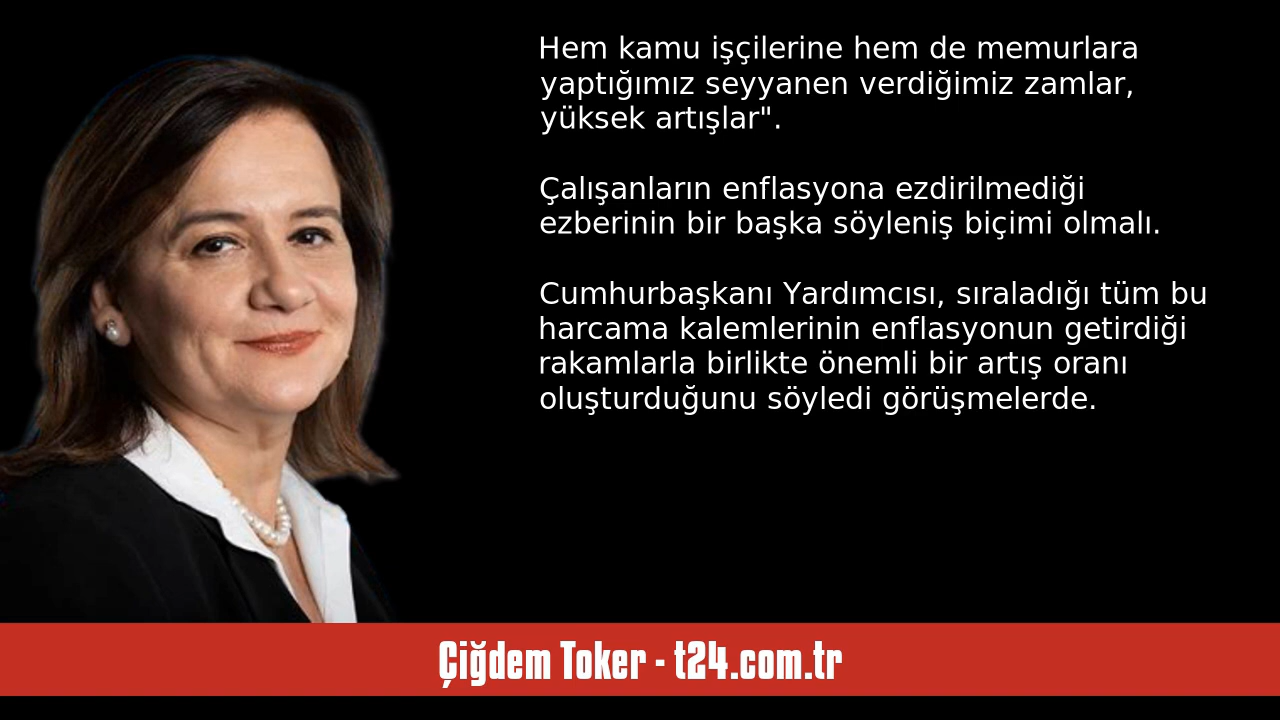 Hem kamu işçilerine hem de memurlara
yaptığımız seyyanen verdiğimiz zamlar,
yüksek artışlar".
Çalışanların enflasyona ezdirilmediği
ezberinin bir başka söyleniş biçimi olmalı.
Cumhurbaşkanı Yardımcısı, sıraladığı tüm bu
harcama kalemlerinin enflasyonun getirdiği
rakamlarla birlikte önemli bir artış oranı
oluşturduğunu söyledi görüşmelerde.
Çiğdem Toker - t24.com.tr